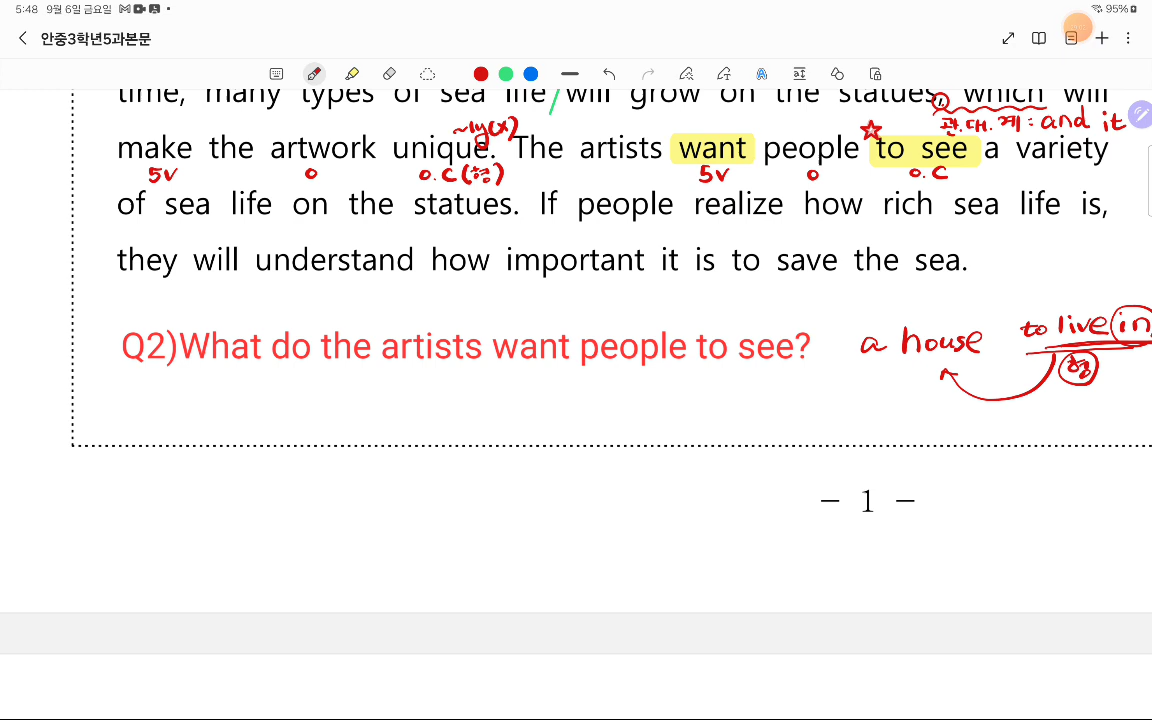 5:48 9월 6일 금요일 95%
안중3학년5과본문
time, many types of sea life / will grow on the statues, which will
관.대.계 : and it
~ly(x)
make the artwork unique. The artists want people ☆to see a variety
5V o o.c(형) 5V o o.c
of sea life on the statues. If people realize how rich sea life is,
they will understand how important it is to save the sea.
Q2)What do the artists want people to see? a house to live in
형
- 1 -